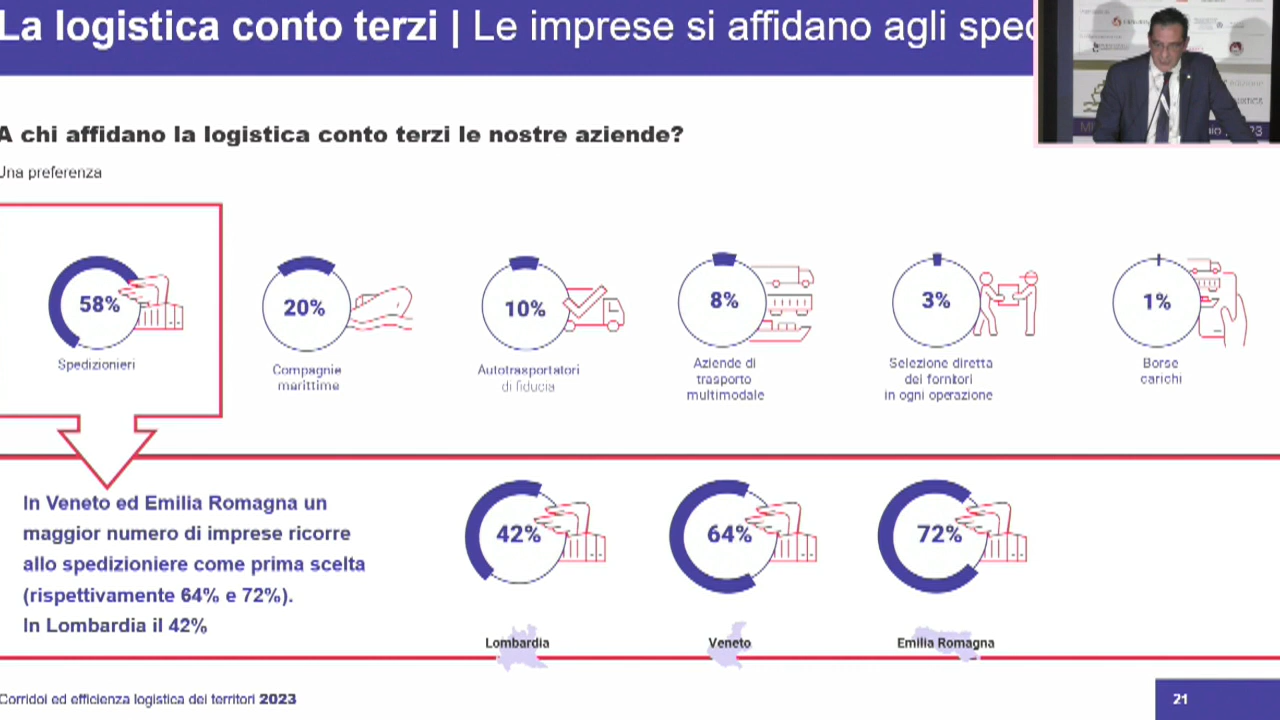 La logistica conto terzi | Le imprese si affidano agli spec
A chi affidano la logistica conto terzi le nostre aziende?
Una preferenza
58%
Spedizionieri
20%
Compagnie
marittime
10%
Autotrasportatori
di fiducia
8%
Aziende di
trasporto
multimodale
3%
Selezione diretta
dei fornitori
in ogni operazione
1%
Borse
carichi
In Veneto ed Emilia Romagna un
maggior numero di imprese ricorre
allo spedizioniere come prima scelta
(rispettivamente 64% e 72%).
In Lombardia il 42%
42%
Lombardia
64%
Veneto
72%
Emilia Romagna
Corridoi ed efficienza logistica dei territori 2023
21